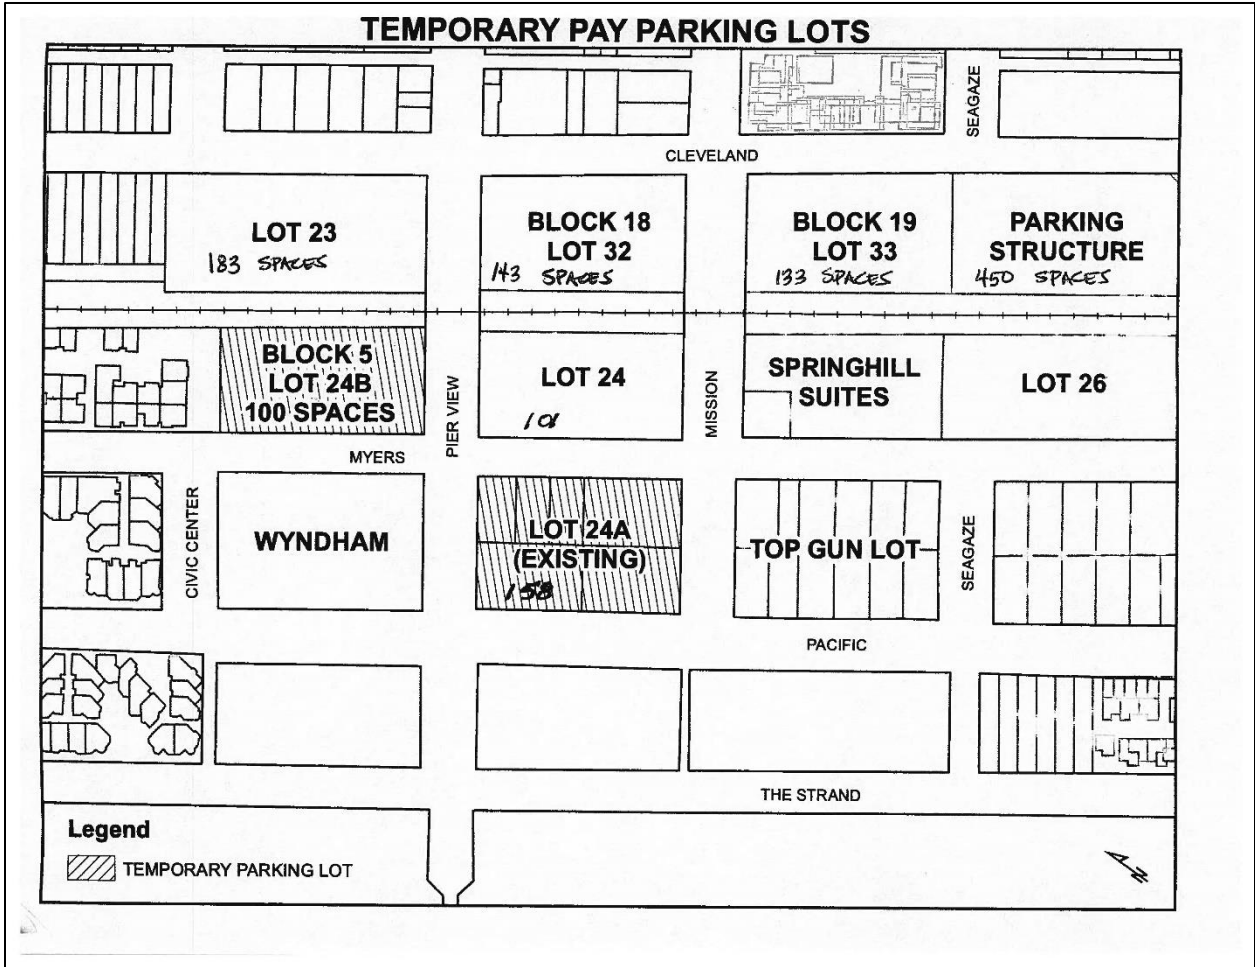 TEMPORARY PAY PARKING LOTS
SEAGAZE
CLEVELAND
LOT 23
183 SPACES
BLOCK 18
LOT 32
143 SPACES
BLOCK 19
LOT 33
133 SPACES
PARKING
STRUCTURE
450 SPACES
BLOCK 5
LOT 24B
100 SPACES
PIER VIEW
LOT 24
101
MISSION
SPRINGHILL
SUITES
LOT 26
MYERS
CIVIC CENTER
WYNDHAM
LOT 24A
(EXISTING)
158
TOP GUN LOT
SEAGAZE
PACIFIC
THE STRAND
Legend
TEMPORARY PARKING LOT
N